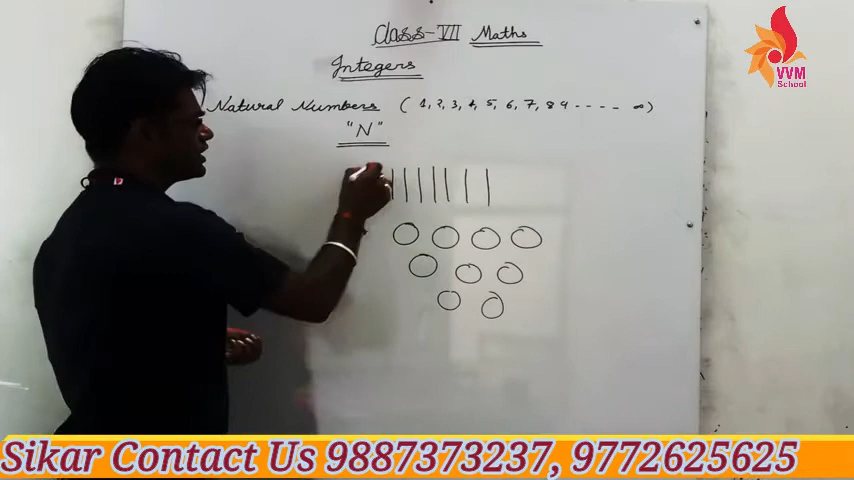 Class-VII Maths
Integers
Natural Numbers ( 1, 2, 3, 4, 5, 6, 7, 8 9 - - - - - ∞)
"N"
VVM
School
Sikar Contact Us 9887373237, 9772625625